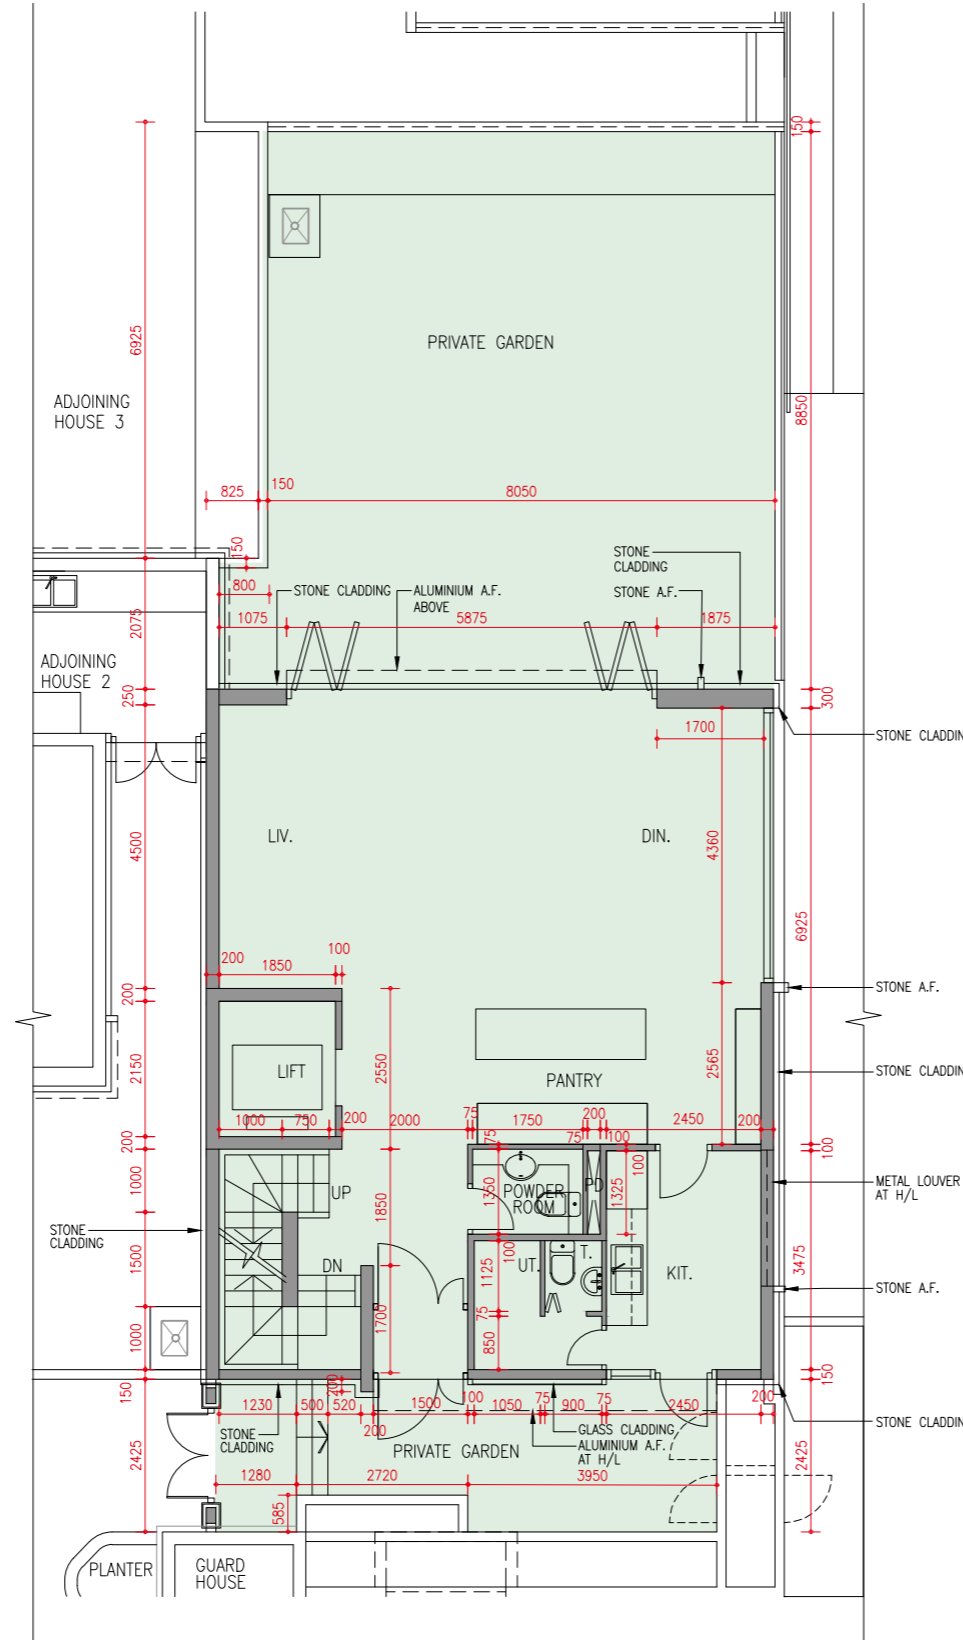 150
6925
PRIVATE GARDEN
ADJOINING
HOUSE 3
8850
825
150
8050
150
STONE
CLADDING
800
STONE CLADDING
ALUMINIUM A.F.
ABOVE
STONE A.F.
2075
1075
5875
1875
ADJOINING
HOUSE 2
250
300
1700
STONE CLADDIN
LIV.
DIN.
4500
4360
6925
100
200
1850
200
STONE A.F.
2150
LIFT
2550
PANTRY
2565
STONE CLADDIN
1000
750
200
2000
75
1750
200
2450
200
75
75
100
200
100
100
1000
UP
1850
1350
POWDER
ROOM
PD
1325
METAL LOUVER
AT H/L
STONE
CLADDING
1500
DN
100
UT.
T.
1125
KIT.
3475
STONE A.F.
75
1000
1700
850
150
200
150
1230
500
520
200
1500
100
1050
75
900
75
2450
200
STONE
CLADDING
GLASS CLADDING
ALUMINIUM A.F.
AT H/L
STONE CLADDIN
2425
PRIVATE GARDEN
2425
1280
2720
3950
585
PLANTER
GUARD
HOUSE